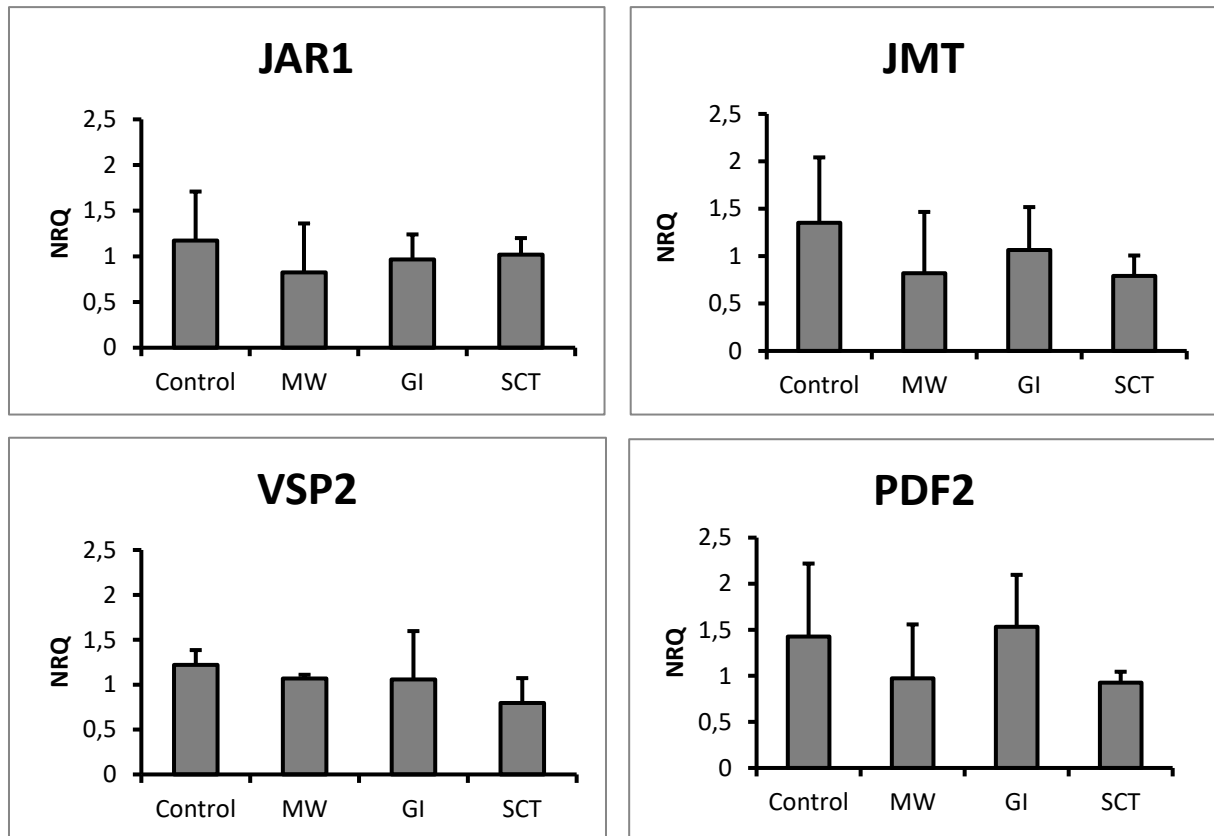 JAR1
2,5
2
1,5
1
0,5
0
NRQ
Control MW GI SCT
JMT
2,5
2
1,5
1
0,5
0
NRQ
Control MW GI SCT
VSP2
2,5
2
1,5
1
0,5
0
NRQ
Control MW GI SCT
PDF2
2,5
2
1,5
1
0,5
0
NRQ
Control MW GI SCT